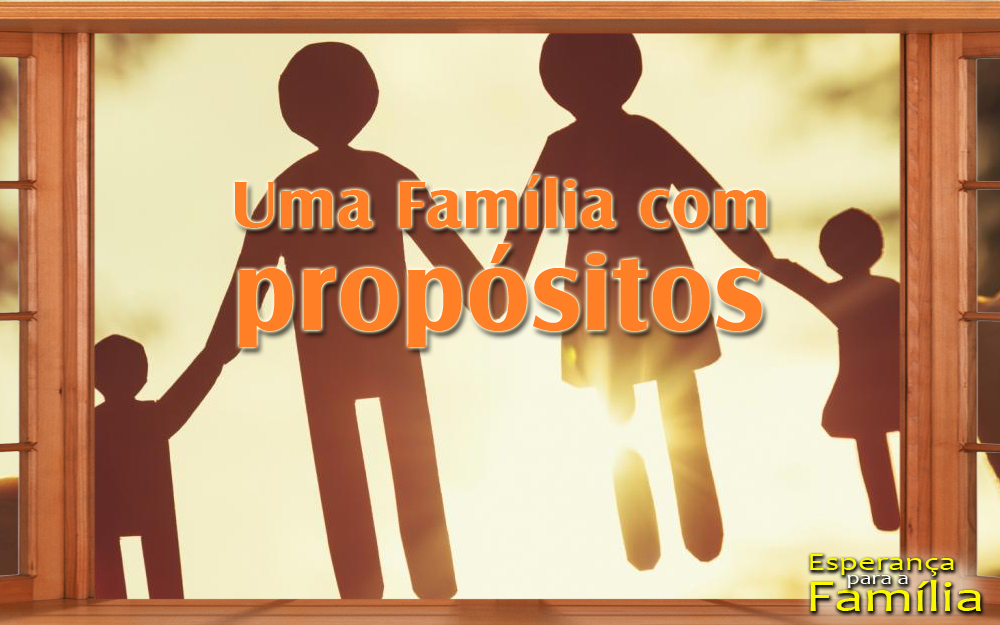 Uma Família com
propósitos
Esperança
para a
Família